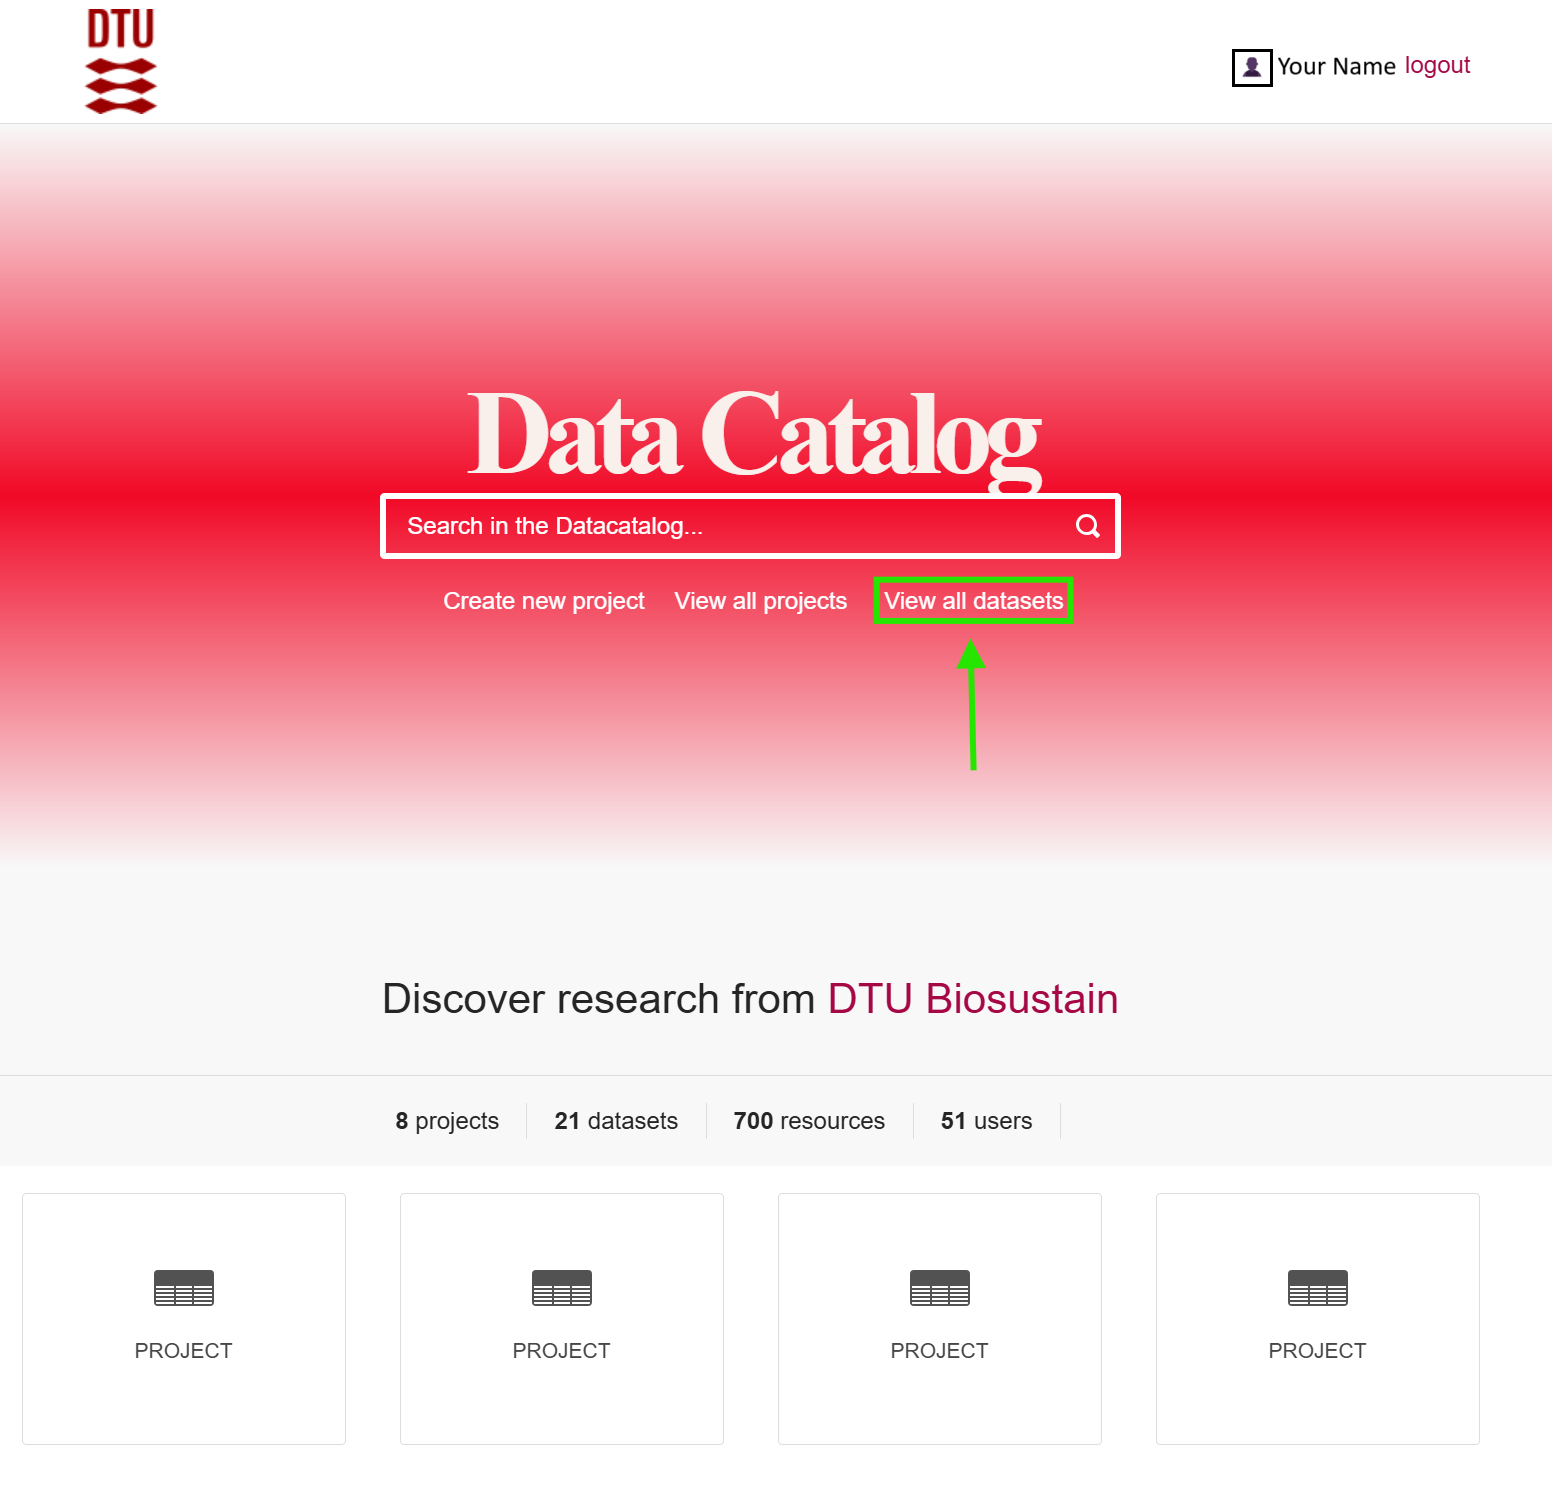 DTU
Your Name logout
Data Catalog
Search in the Datacatalog...
Create new project View all projects View all datasets
Discover research from DTU Biosustain
8 projects 21 datasets 700 resources 51 users
PROJECT PROJECT PROJECT PROJECT